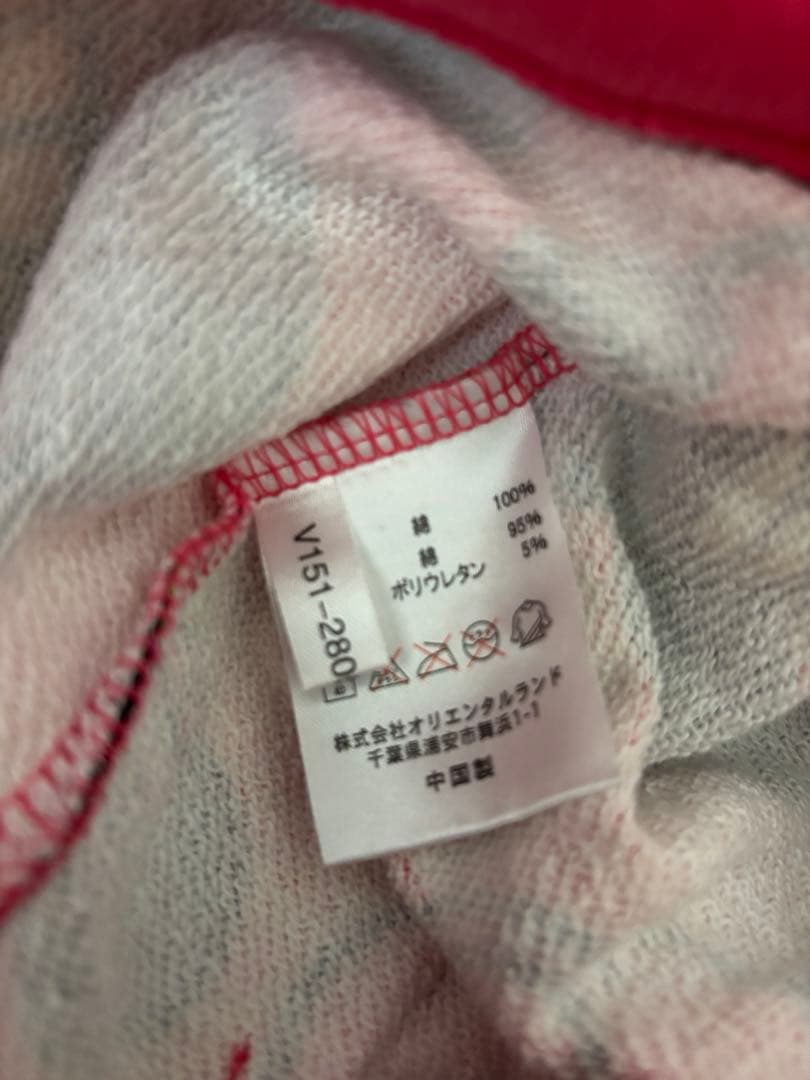 V151-280
綿 100%
綿 95%
ポリウレタン 5%
株式会社オリエンタルランド
千葉県浦安市舞浜1-1
中国製